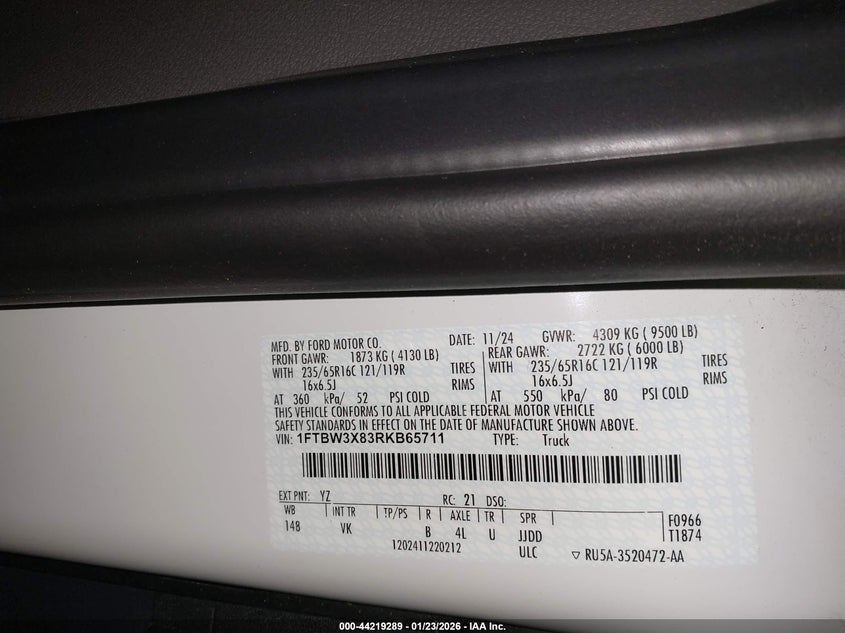 MFD. BY FORD MOTOR CO. DATE: 11/24 GVWR: 4309 KG ( 9500 LB)
FRONT GAWR: 1873 KG ( 4130 LB) REAR GAWR: 2722 KG ( 6000 LB)
WITH 235/65R16C 121/119R TIRES WITH 235/65R16C 121/119R TIRES
16x6.5J RIMS 16x6.5J RIMS
AT 360 kPa/ 52 PSI COLD AT 550 kPa/ 80 PSI COLD
THIS VEHICLE CONFORMS TO ALL APPLICABLE FEDERAL MOTOR VEHICLE
SAFETY STANDARDS IN EFFECT ON THE DATE OF MANUFACTURE SHOWN ABOVE.
VIN: 1FTBW3X83RKB65711 TYPE: Truck
EXT PNT: YZ RC: 21 DSO:
WB INT TR TP/PS R AXLE TR SPR F0966
148 VK B 4L U JJDD T1874
1202411220212 ULC ▽ RU5A-3520472-AA
000-44219289 - 01/23/2026 - IAA Inc.